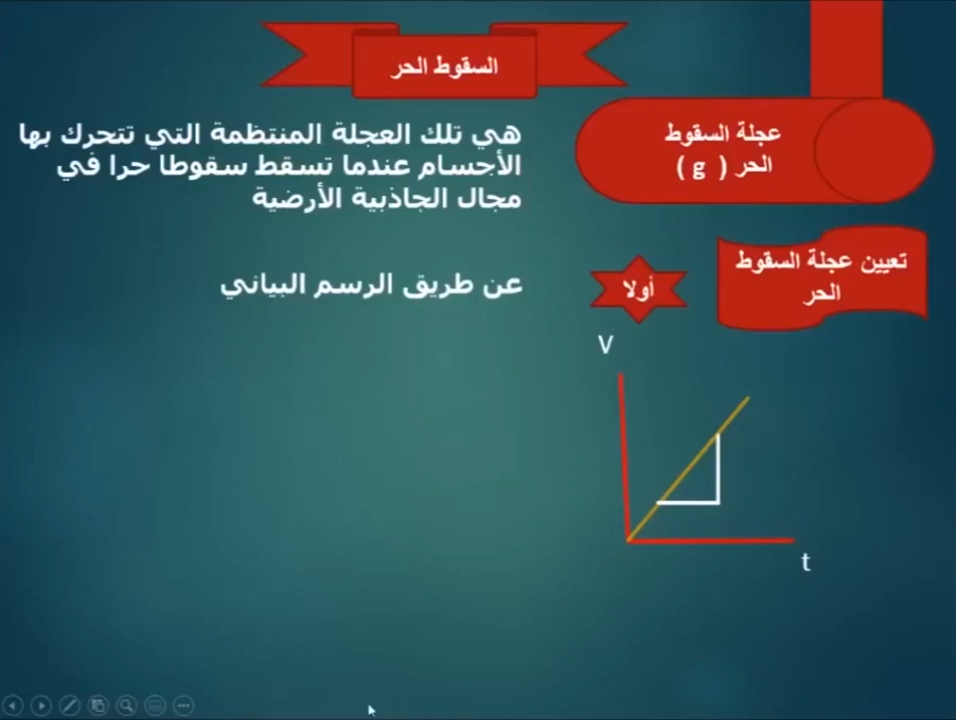 السقوط الحر
عجلة السقوط
الحر ( g )
هي تلك العجلة المنتظمة التي تتحرك بها
الأجسام عندما تسقط سقوطا حرا في
مجال الجاذبية الأرضية
تعيين عجلة السقوط
الحر
أولا
عن طريق الرسم البياني
V
t